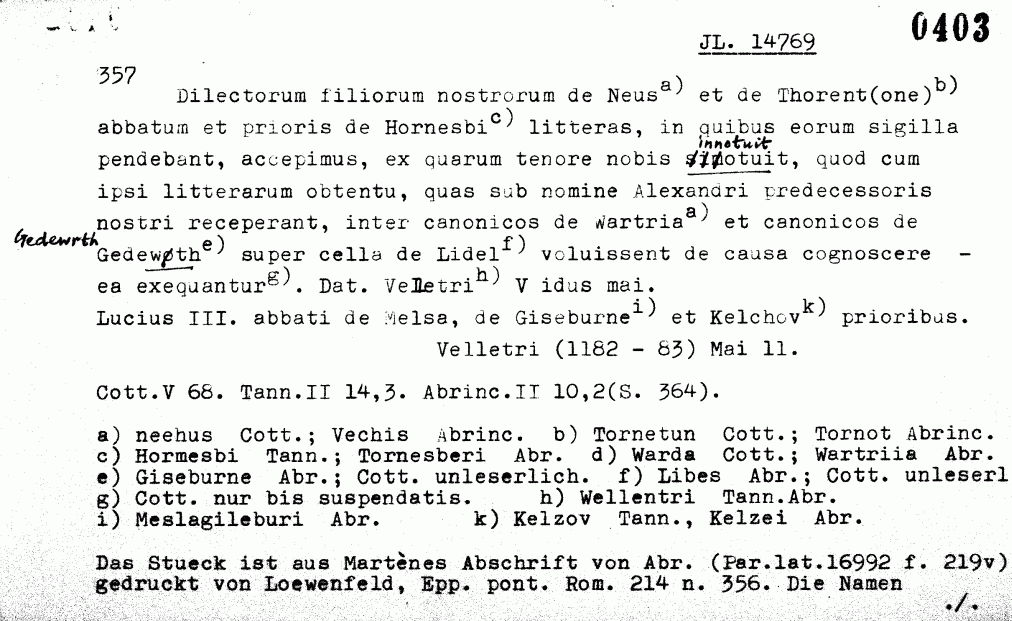 JL. 14769
0403
357
Dilectorum filiorum nostrorum de Neus a) et de Thorent(one) b)
abbatum et prioris de Hornesbi c) litteras, in quibus eorum sigilla
innotuit
pendebant, accepimus, ex quarum tenore nobis notuit, quod cum
ipsi litterarum obtentu, quas sub nomine Alexandri predecessoris
nostri receperant, inter canonicos de Wartria a) et canonicos de
Gedewrth
Gedewøth e) super cella de Lidel f) voluissent de causa cognoscere –
ea exequantur g). Dat. Velletri h) V idus mai.
Lucius III. abbati de Melsa, de Giseburne i) et Kelchov k) prioribus.
Velletri (1182 – 83) Mai 11.
Cott.V 68. Tann.II 14,3. Abrinc.II 10,2(S. 364).
a) neehus Cott.; Vechis Abrinc. b) Tornetun Cott.; Tornot Abrinc.
c) Hormesbi Tann.; Tornesberi Abr. d) Warda Cott.; Wartriia Abr.
e) Giseburne Abr.; Cott. unleserlich. f) Libes Abr.; Cott. unleserl
g) Cott. nur bis suspendatis. h) Wellentri Tann.Abr.
i) Meslagileburi Abr. k) Kelzov Tann., Kelzei Abr.
Das Stueck ist aus Martènes Abschrift von Abr. (Par.lat.16992 f. 219v)
gedruckt von Loewenfeld, Epp. pont. Rom. 214 n. 356. Die Namen
./.